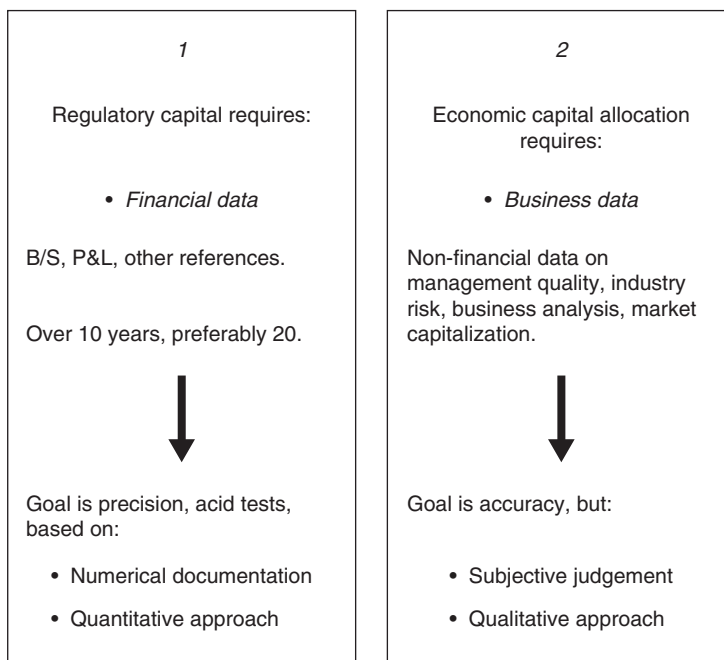 1
Regulatory capital requires:
• Financial data
B/S, P&L, other references.
Over 10 years, preferably 20.
Goal is precision, acid tests,
based on:
• Numerical documentation
• Quantitative approach
2
Economic capital allocation
requires:
• Business data
Non-financial data on
management quality, industry
risk, business analysis, market
capitalization.
Goal is accuracy, but:
• Subjective judgement
• Qualitative approach